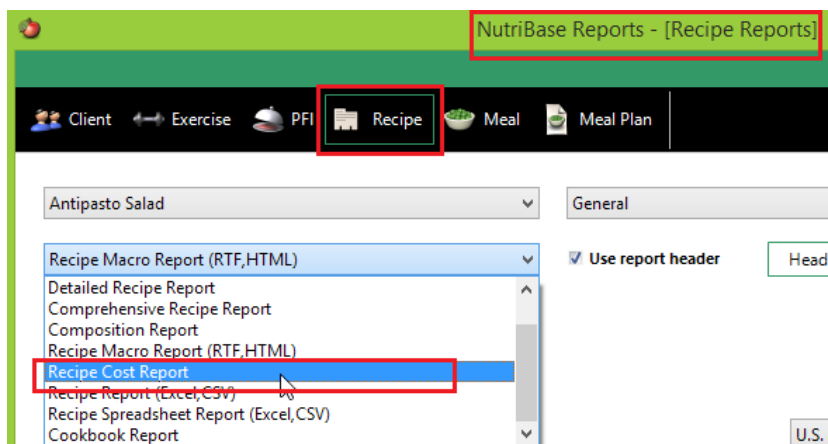 NutriBase Reports - [Recipe Reports]
Client Exercise PFI Recipe Meal Meal Plan
Antipasto Salad General
Recipe Macro Report (RTF,HTML) Use report header Head
Detailed Recipe Report
Comprehensive Recipe Report
Composition Report
Recipe Macro Report (RTF,HTML)
Recipe Cost Report
Recipe Report (Excel,CSV)
Recipe Spreadsheet Report (Excel,CSV)
Cookbook Report U.S.